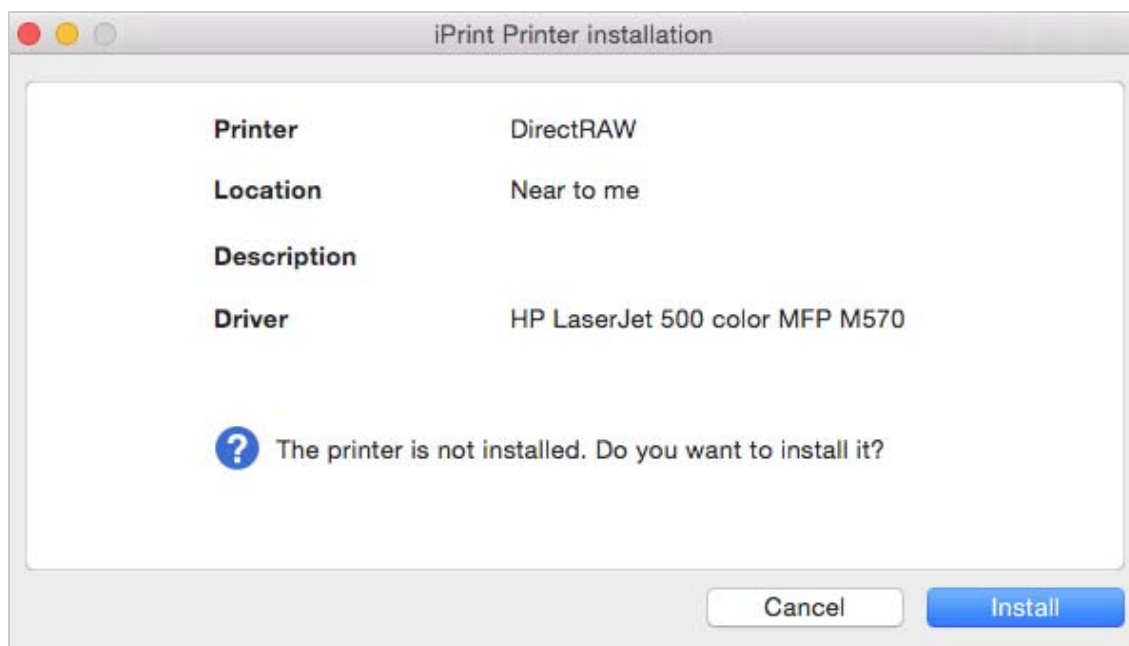 iPrint Printer installation
Printer DirectRAW
Location Near to me
Description
Driver HP LaserJet 500 color MFP M570
? The printer is not installed. Do you want to install it?
Cancel Install